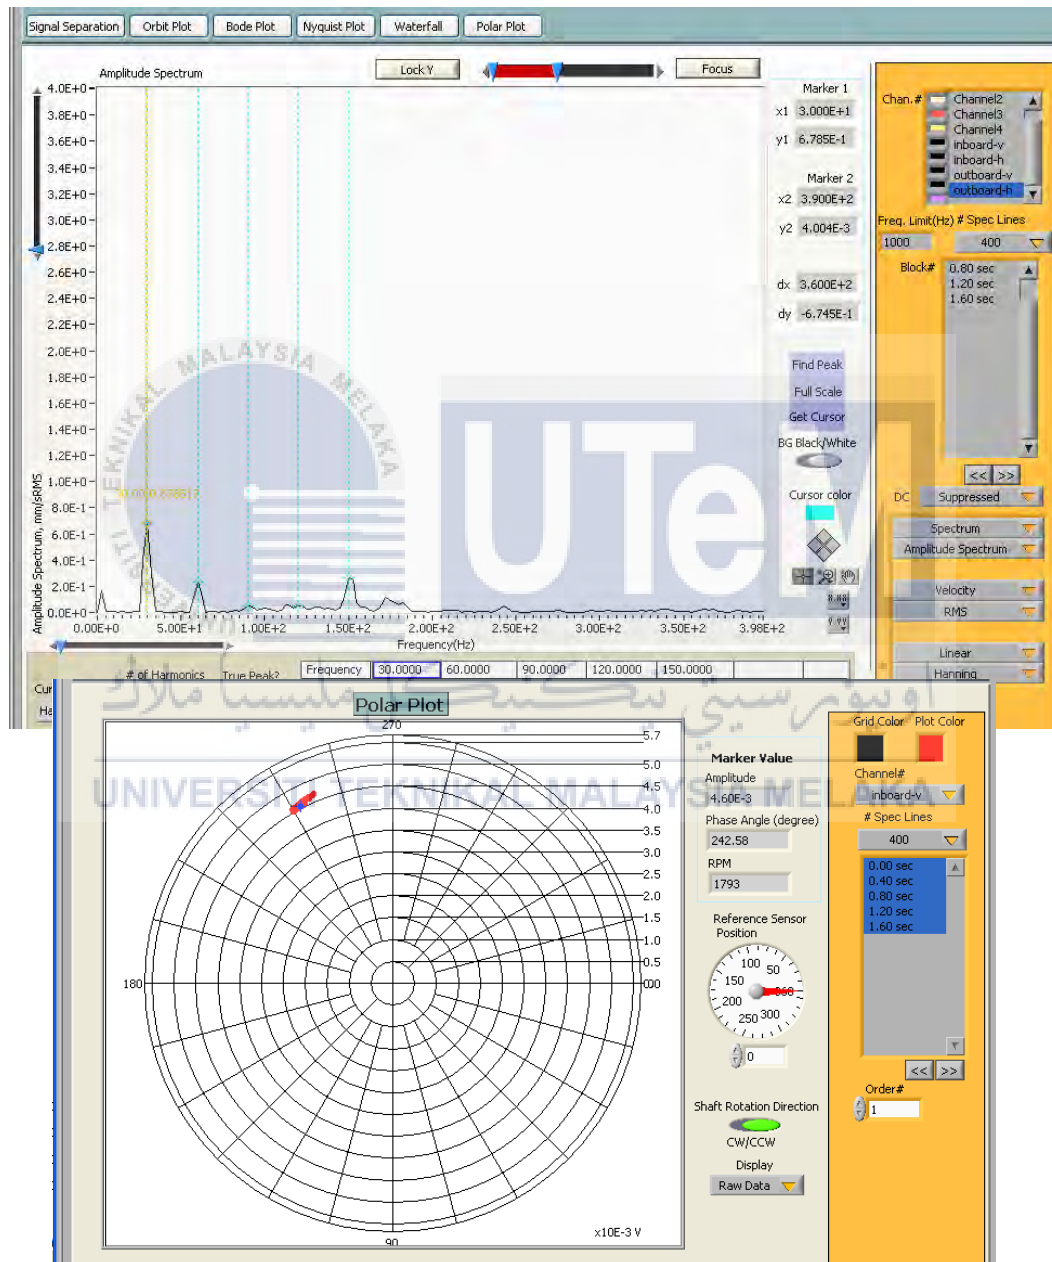 Signal Separation Orbit Plot Bode Plot Nyquist Plot Waterfall Polar Plot
Amplitude Spectrum Lock Y Focus
Marker 1
x1 3.000E+1
y1 6.785E-1
Marker 2
x2 3.900E+2
y2 4.004E-3
dx 3.600E+2
dy -6.745E-1
Find Peak
Full Scale
Get Cursor
BG Black/White
Cursor color
4.0E+0
3.8E+0
3.6E+0
3.4E+0
3.2E+0
3.0E+0
2.8E+0
2.6E+0
2.4E+0
2.2E+0
2.0E+0
1.8E+0
1.6E+0
1.4E+0
1.2E+0
1.0E+0
8.0E-1
6.0E-1
4.0E-1
2.0E-1
0.0E+0
Amplitude Spectrum, mm/sRMS
0.00E+0 5.00E+1 1.00E+2 1.50E+2 2.00E+2 2.50E+2 3.00E+2 3.50E+2 3.98E+2
Frequency(Hz)
Chan.#
Channel2
Channel3
Channel4
inboard-v
inboard-h
outboard-v
outboard-h
Freq. Limit(Hz) # Spec Lines
1000 400
Block#
0.80 sec
1.20 sec
1.60 sec
<< >>
DC Suppressed
Spectrum
Amplitude Spectrum
Velocity
RMS
Linear
Hanning
# of Harmonics True Peak? Frequency 30.0000 60.0000 90.0000 120.0000 150.0000
UTeM
اونيۏرسيتي تيكنيكل مليسيا ملاك
UNIVERSITI TEKNIKAL MALAYSIA MELAKA
Polar Plot
270
5.7
5.0
4.5
4.0
3.5
3.0
2.5
2.0
1.5
1.0
0.5
180
90
x10E-3 V
Marker Value
Amplitude
4.60E-3
Phase Angle (degree)
242.58
RPM
1793
Reference Sensor
Position
100 50
150
200
250 300
0
Shaft Rotation Direction
CW/CCW
Display
Raw Data
Grid Color Plot Color
Channel#
inboard-v
# Spec Lines
400
0.00 sec
0.40 sec
0.80 sec
1.20 sec
1.60 sec
<< >>
Order#
1